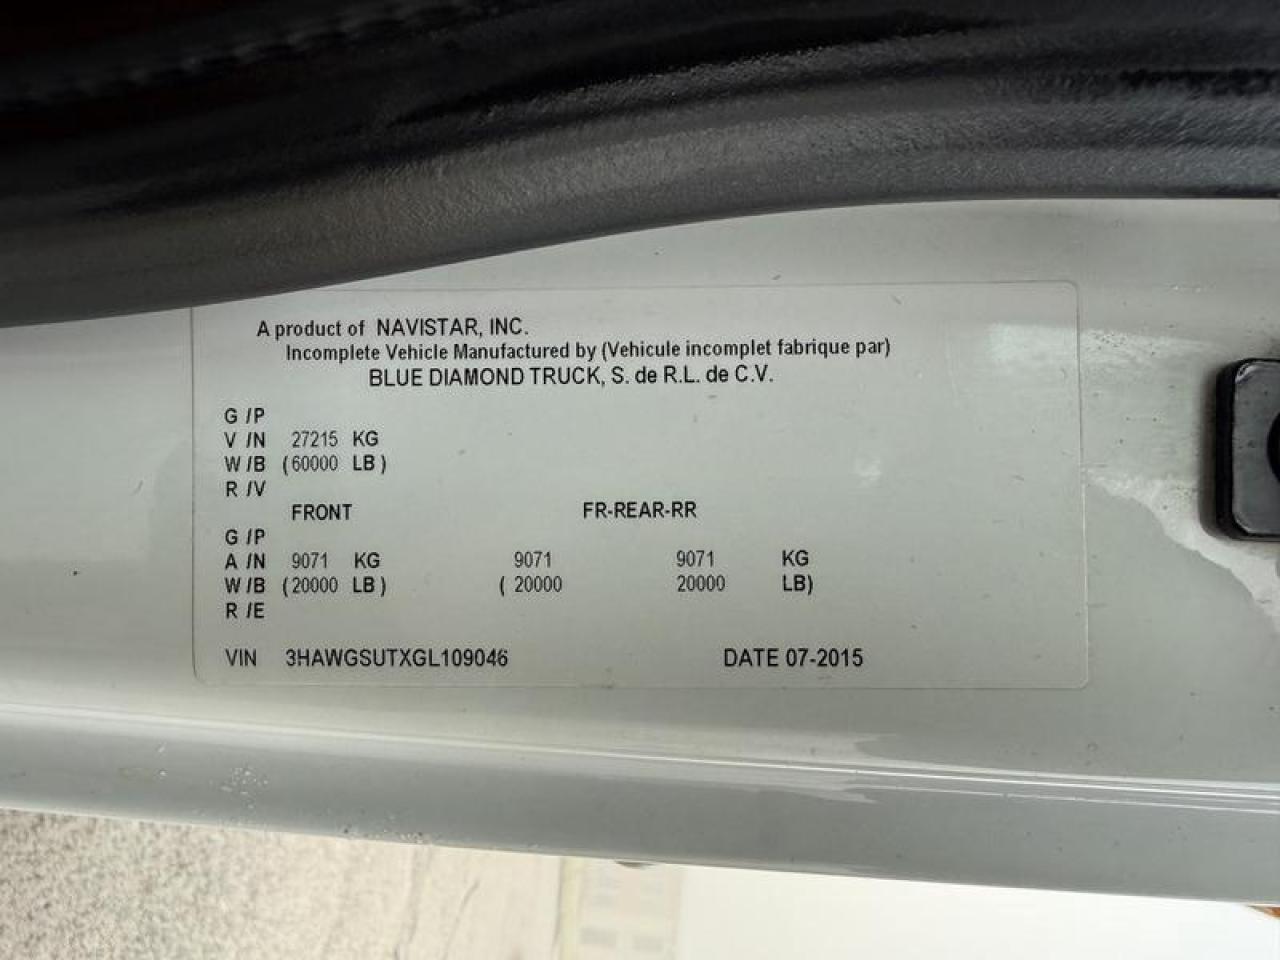 A product of NAVISTAR, INC.
Incomplete Vehicle Manufactured by (Vehicule incomplet fabrique par)
BLUE DIAMOND TRUCK, S. de R.L. de C.V.
G /P
V /N 27215 KG
W /B (60000 LB)
R /V
FRONT FR-REAR-RR
G /P
A /N 9071 KG 9071 9071 KG
W /B (20000 LB) ( 20000 20000 LB)
R /E
VIN 3HAWGSUTXGL109046 DATE 07-2015